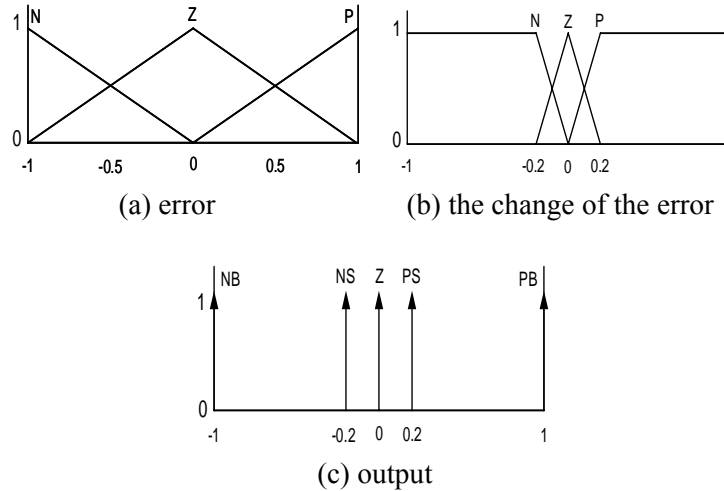 1
N
Z
P
0
-1
-0.5
0
0.5
1
(a) error
1
N
Z
P
0
-1
-0.2
0
0.2
(b) the change of the error
NB
NS
Z
PS
PB
1
0
-1
-0.2
0
0.2
1
(c) output